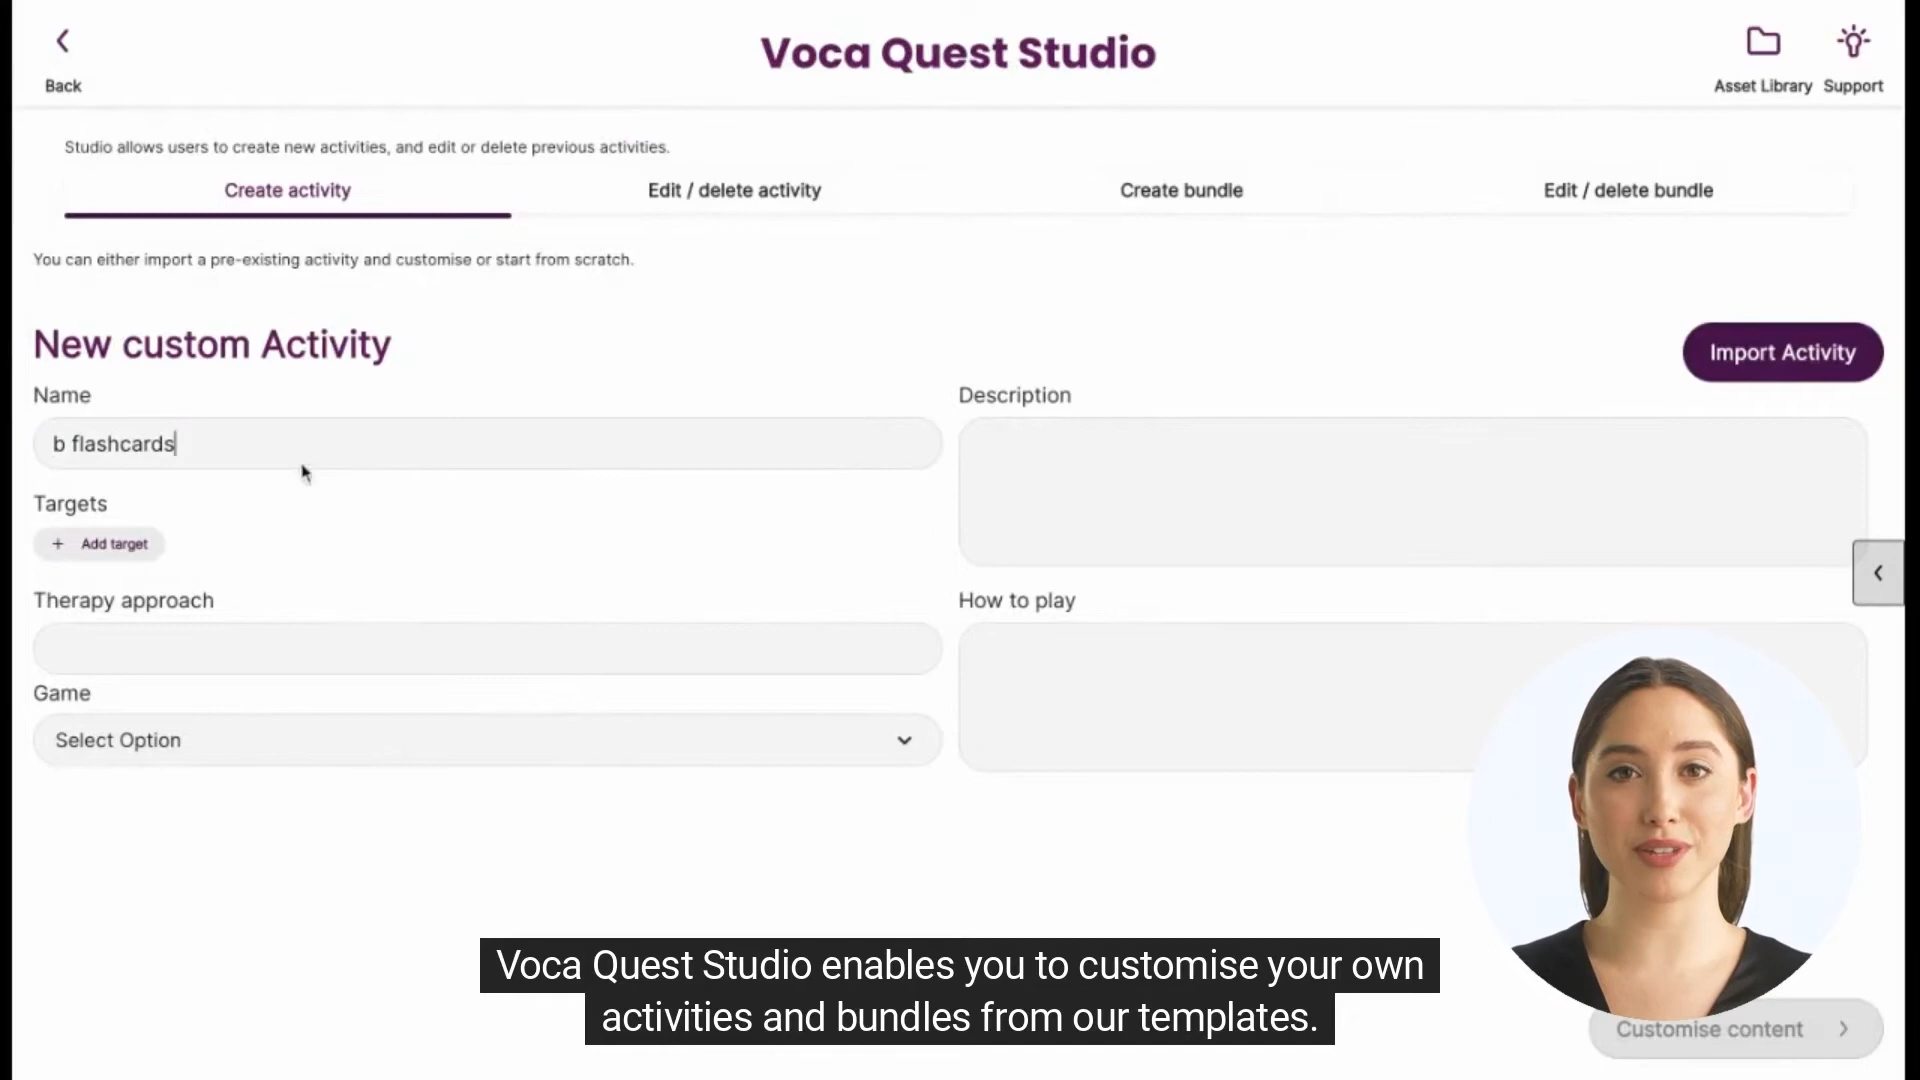 Back
Voca Quest Studio
Asset Library
Support
Studio allows users to create new activities, and edit or delete previous activities.
Create activity
Edit / delete activity
Create bundle
Edit / delete bundle
You can either import a pre-existing activity and customise or start from scratch.
New custom Activity
Import Activity
Name
Description
b flashcards
Targets
+ Add target
Therapy approach
How to play
Game
Select Option
Voca Quest Studio enables you to customise your own
activities and bundles from our templates.
Customise content